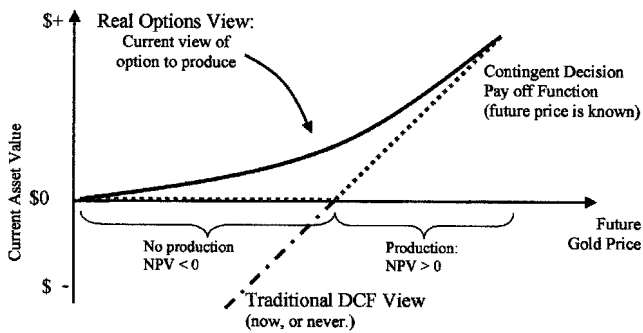 $+
Real Options View:
Current view of
option to produce
Contingent Decision
Pay off Function
(future price is known)
Current Asset Value
$0
No production
NPV < 0
Production:
NPV > 0
Future
Gold Price
$ -
Traditional DCF View
(now, or never.)